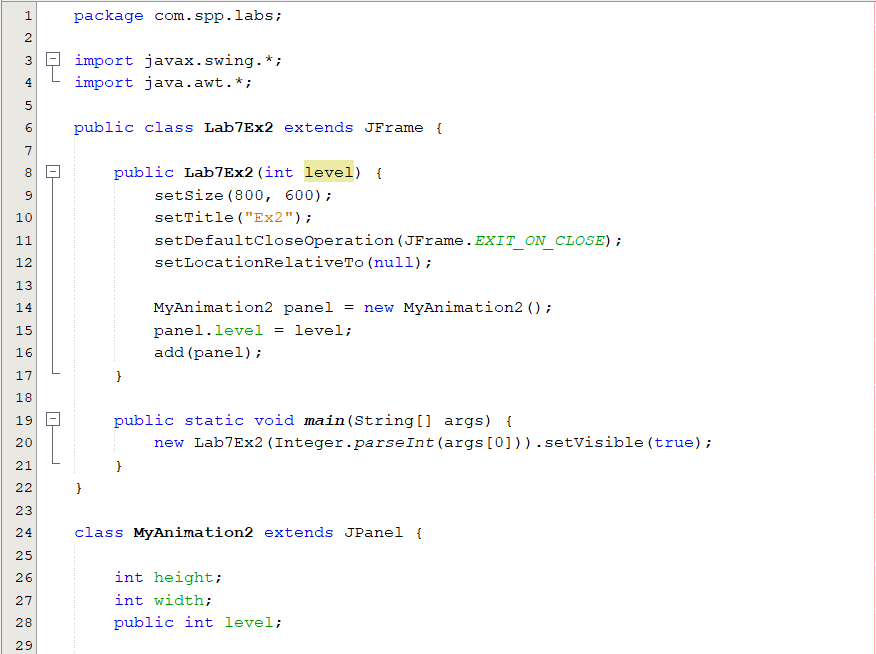 1 package com.spp.labs;
2
3 import javax.swing.*;
4 import java.awt.*;
5
6 public class Lab7Ex2 extends JFrame {
7
8     public Lab7Ex2(int level) {
9         setSize(800, 600);
10         setTitle("Ex2");
11         setDefaultCloseOperation(JFrame.EXIT_ON_CLOSE);
12         setLocationRelativeTo(null);
13
14         MyAnimation2 panel = new MyAnimation2();
15         panel.level = level;
16         add(panel);
17     }
18
19     public static void main(String[] args) {
20         new Lab7Ex2(Integer.parseInt(args[0])).setVisible(true);
21     }
22 }
23
24 class MyAnimation2 extends JPanel {
25
26     int height;
27     int width;
28     public int level;
29